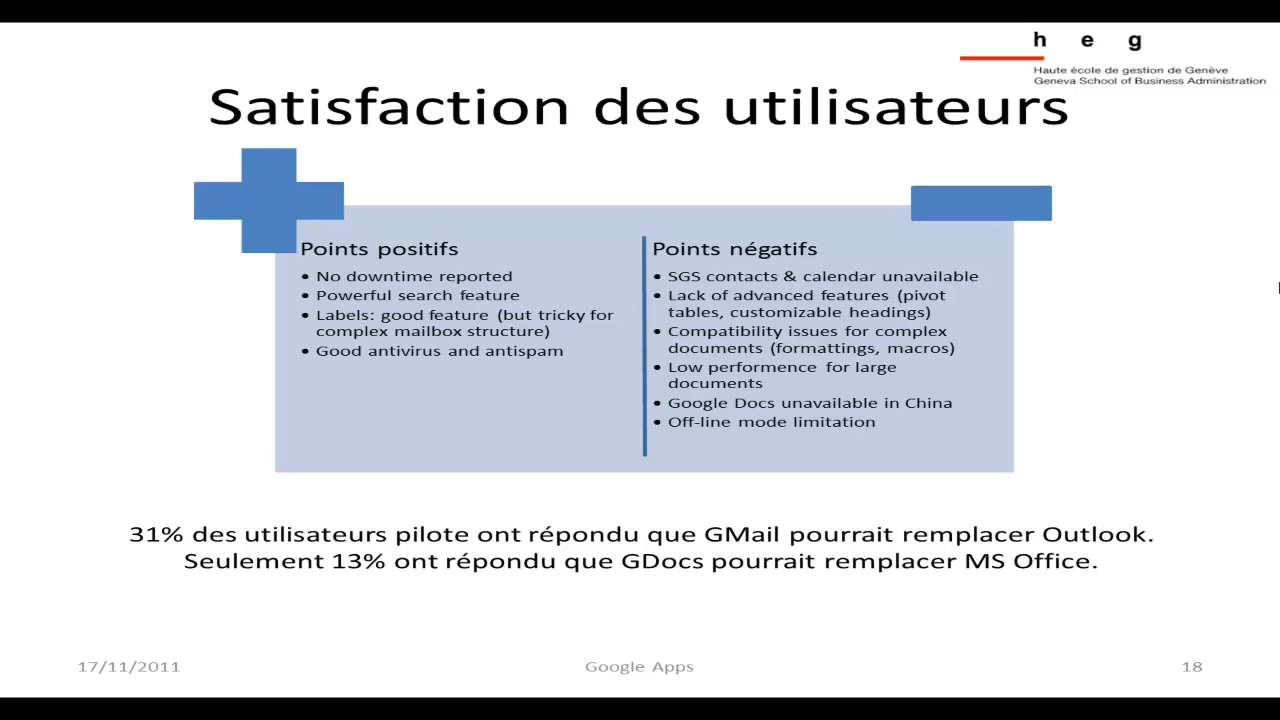 h e g
Haute école de gestion de Genève
Geneva School of Business Administration
Satisfaction des utilisateurs
Points positifs
• No downtime reported
• Powerful search feature
• Labels: good feature (but tricky for
complex mailbox structure)
• Good antivirus and antispam
Points négatifs
• SGS contacts & calendar unavailable
• Lack of advanced features (pivot
tables, customizable headings)
• Compatibility issues for complex
documents (formattings, macros)
• Low performence for large
documents
• Google Docs unavailable in China
• Off-line mode limitation
31% des utilisateurs pilote ont répondu que GMail pourrait remplacer Outlook.
Seulement 13% ont répondu que GDocs pourrait remplacer MS Office.
17/11/2011
Google Apps
18